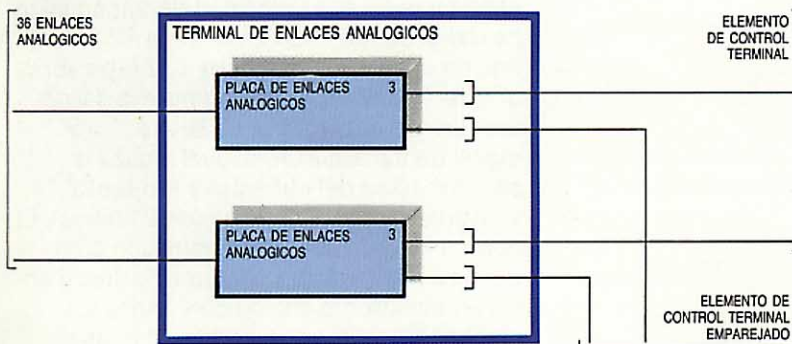 36 ENLACES
ANALOGICOS
TERMINAL DE ENLACES ANALOGICOS
PLACA DE ENLACES 3
ANALOGICOS
PLACA DE ENLACES 3
ANALOGICOS
ELEMENTO
DE CONTROL
TERMINAL
ELEMENTO DE
CONTROL TERMINAL
EMPAREJADO